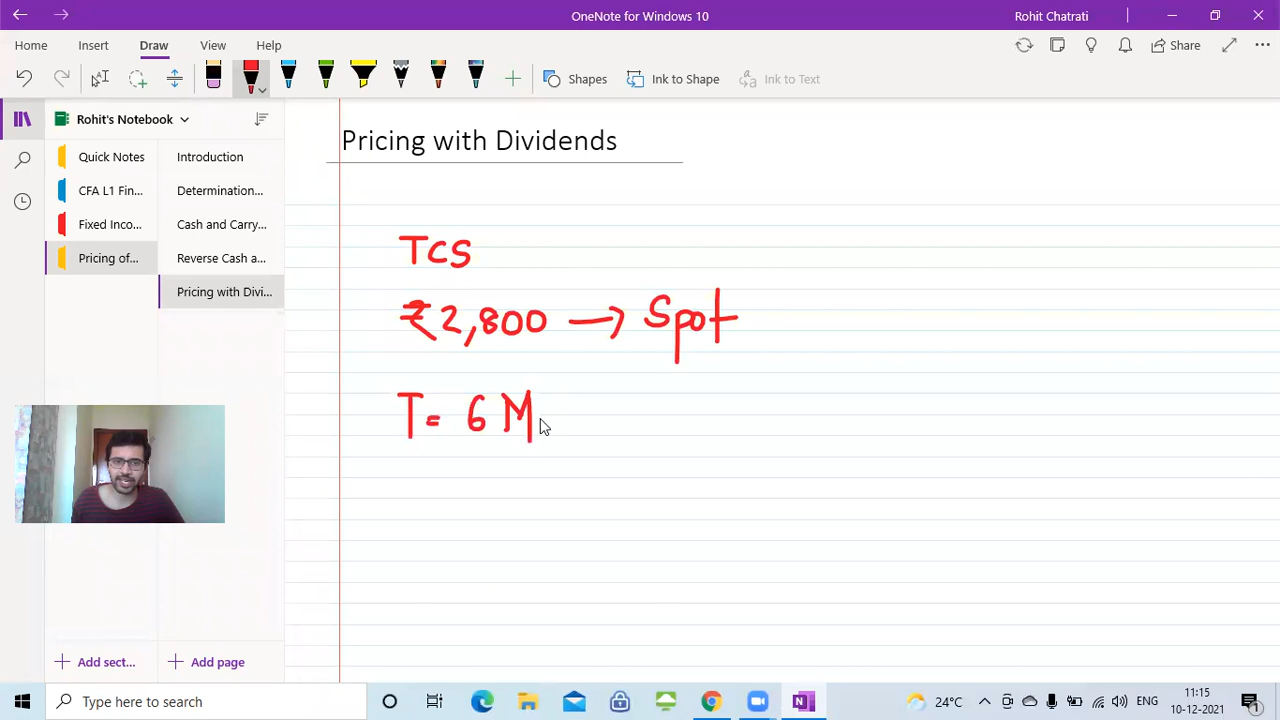 OneNote for Windows 10
Rohit Chatrati
Home Insert Draw View Help
Share
Shapes Ink to Shape Ink to Text
Rohit's Notebook
Quick Notes
CFA L1 Fin...
Fixed Inco...
Pricing of...
Introduction
Determination...
Cash and Carry...
Reverse Cash a...
Pricing with Divi...
Add sect...
Add page
Pricing with Dividends
TCS
₹2,800 → Spot
T= 6 M
Type here to search
24°C
11:15
10-12-2021
1